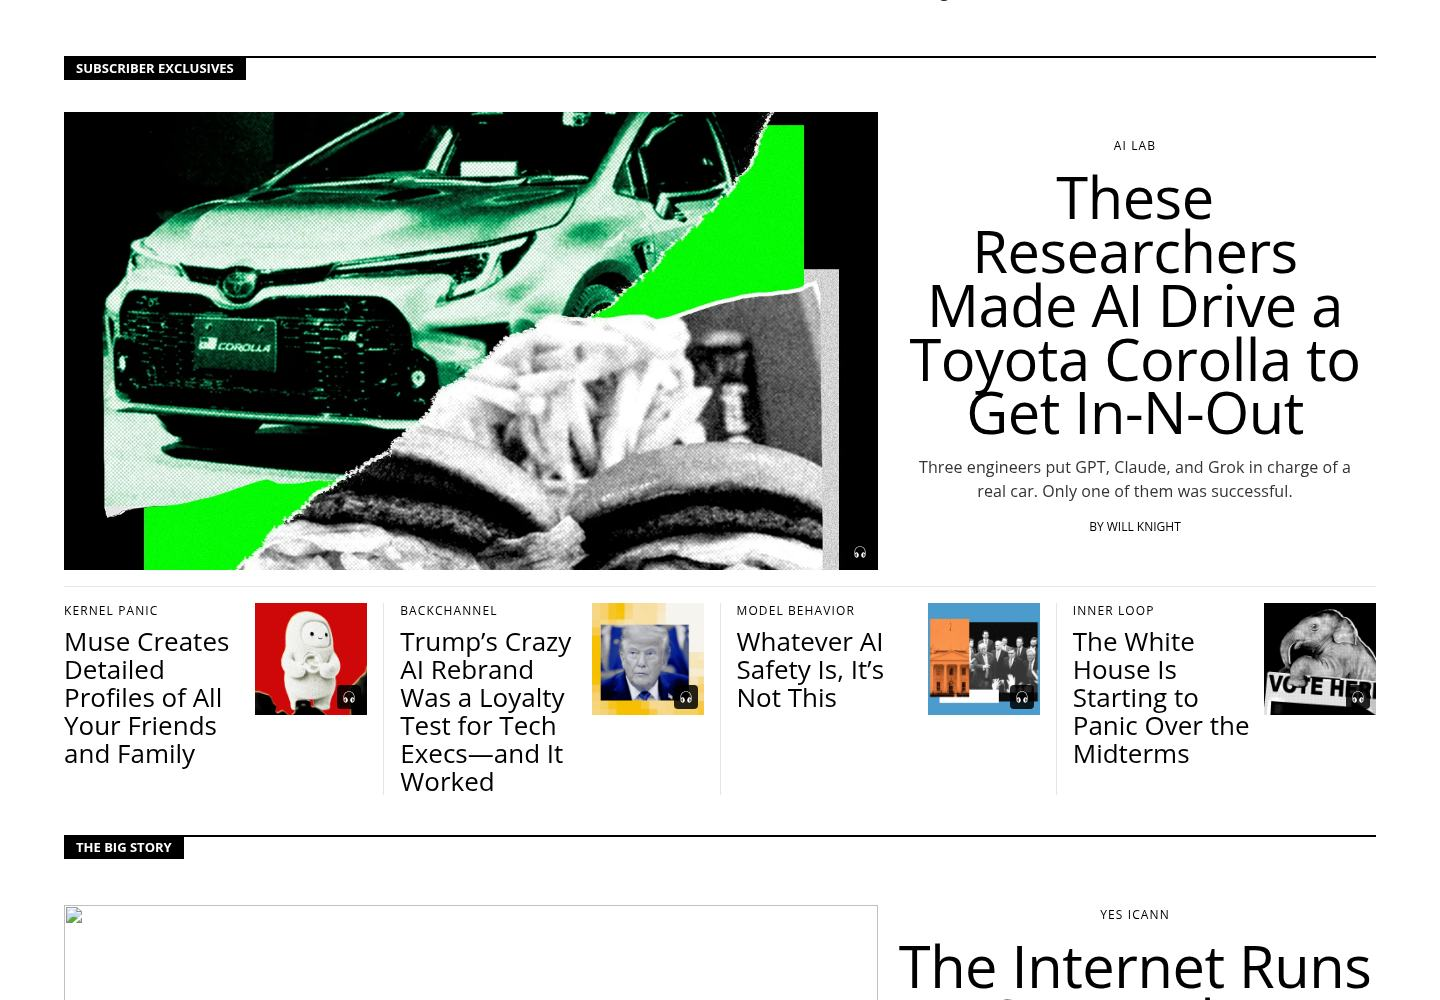 SUBSCRIBER EXCLUSIVES
COROLLA
AI LAB
These
Researchers
Made AI Drive a
Toyota Corolla to
Get In-N-Out
Three engineers put GPT, Claude, and Grok in charge of a
real car. Only one of them was successful.
BY WILL KNIGHT
KERNEL PANIC
Muse Creates
Detailed
Profiles of All
Your Friends
and Family
BACKCHANNEL
Trump’s Crazy
AI Rebrand
Was a Loyalty
Test for Tech
Execs—and It
Worked
MODEL BEHAVIOR
Whatever AI
Safety Is, It’s
Not This
INNER LOOP
The White
House Is
Starting to
Panic Over the
Midterms
VOTE HER
THE BIG STORY
YES ICANN
The Internet Runs